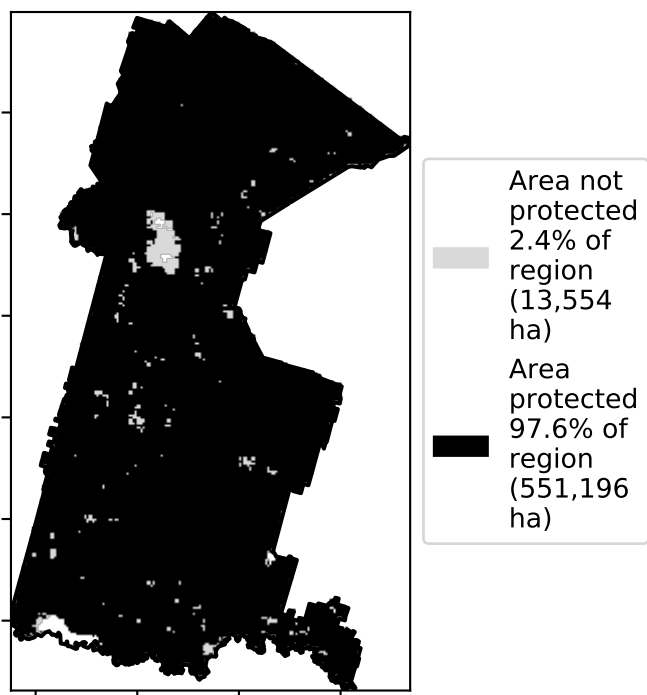 Area not
protected
2.4% of
region
(13,554
ha)
Area
protected
97.6% of
region
(551,196
ha)